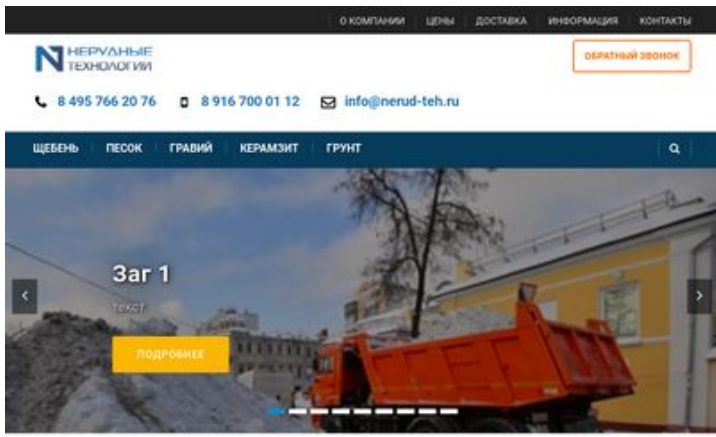 О КОМПАНИИ ЦЕНЫ ДОСТАВКА ИНФОРМАЦИЯ КОНТАКТЫ
НЕРУДНЫЕ
ТЕХНОЛОГИИ
ОБРАТНЫЙ ЗВОНОК
8 495 766 20 76 8 916 700 01 12 info@nerud-teh.ru
ЩЕБЕНЬ ПЕСОК ГРАВИЙ КЕРАМЗИТ ГРУНТ
Заг 1
текст
ПОДРОБНЕЕ